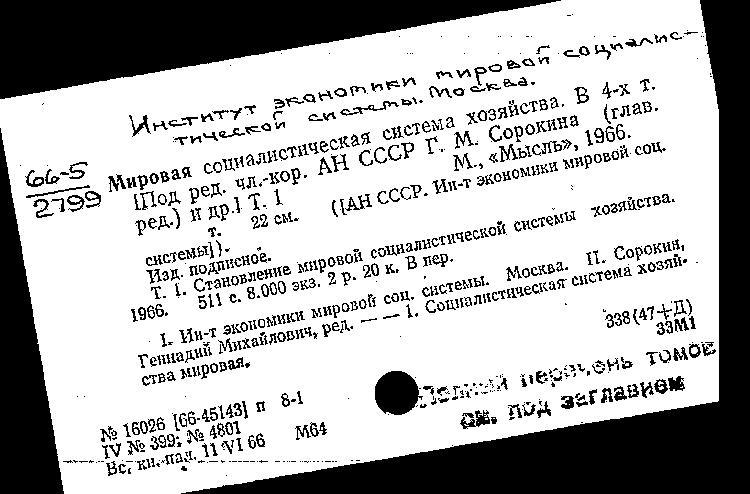 Институт экономики мировой социалис-
тической системы. Москва.
66-5
2799
Мировая социалистическая система хозяйства. В 4-х т.
[Под ред. чл.-кор. АН СССР Г. М. Сорокина (глав.
ред.) и др.] Т. 1 М., «Мысль», 1966.
т. 22 см. ([АН СССР. Ин-т экономики мировой соц.
системы]).
Изд. подписное.
Т. 1. Становление мировой социалистической системы хозяйства.
1966. 511 с. 8.000 экз. 2 р. 20 к. В пер.
I. Ин-т экономики мировой соц. системы. Москва. II. Сорокин,
Геннадий Михайлович, ред. — — 1. Социалистическая система хозяй-
ства мировая.
338(47+Д)
33М1
№ 16026 [66-45143] п 8-1
IV № 399; № 4801
Вс. кн. пал. 11 VI 66 М64
Полный перечень томов
см. под заглавием